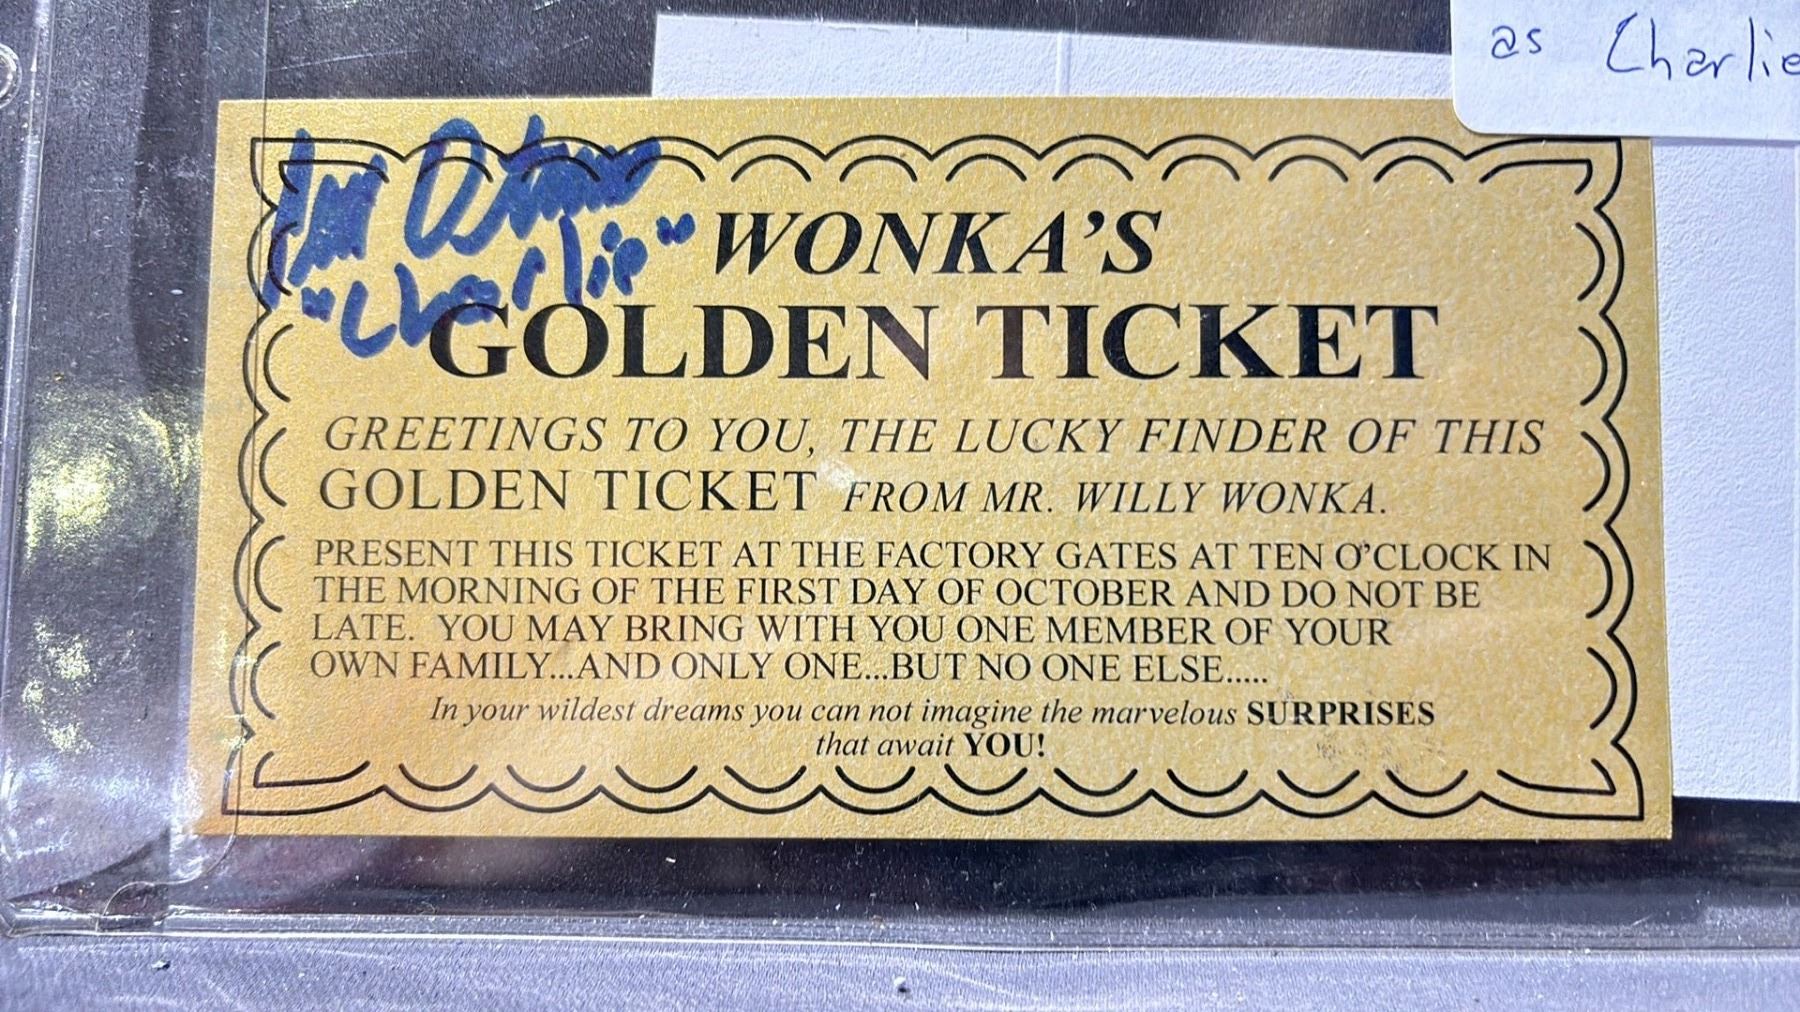 as Charlie
"Charlie"
WONKA'S
GOLDEN TICKET
GREETINGS TO YOU, THE LUCKY FINDER OF THIS
GOLDEN TICKET FROM MR. WILLY WONKA.
PRESENT THIS TICKET AT THE FACTORY GATES AT TEN O'CLOCK IN
THE MORNING OF THE FIRST DAY OF OCTOBER AND DO NOT BE
LATE. YOU MAY BRING WITH YOU ONE MEMBER OF YOUR
OWN FAMILY...AND ONLY ONE...BUT NO ONE ELSE.....
In your wildest dreams you can not imagine the marvelous SURPRISES
that await YOU!